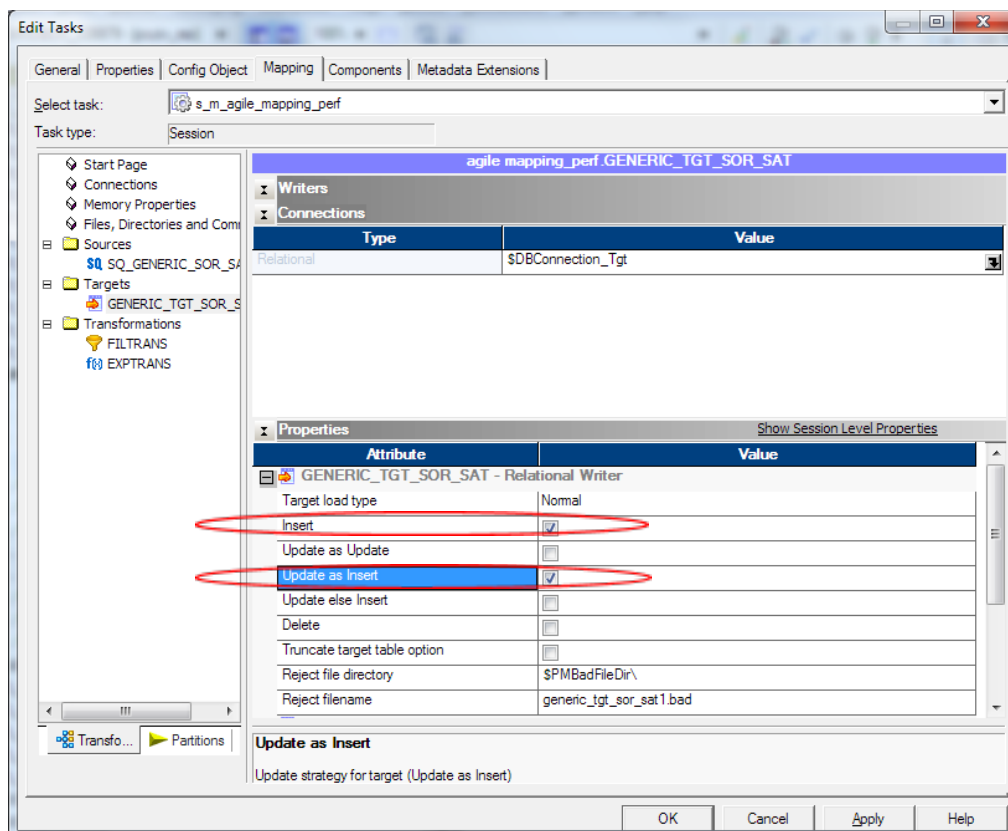 Edit Tasks
General Properties Config Object Mapping Components Metadata Extensions
Select task: s_m_agile_mapping_perf
Task type: Session
Start Page
Connections
Memory Properties
Files, Directories and Com
Sources
SQ SQ_GENERIC_SOR_SA
Targets
GENERIC_TGT_SOR_S
Transformations
FILTRANS
f(x) EXPTRANS
Transfo... Partitions
agile mapping_perf.GENERIC_TGT_SOR_SAT
Writers
Connections
Type Value
Relational $DBConnection_Tgt
Properties Show Session Level Properties
Attribute Value
GENERIC_TGT_SOR_SAT - Relational Writer
Target load type Normal
Insert
Update as Update
Update as Insert
Update else Insert
Delete
Truncate target table option
Reject file directory $PMBadFileDir\
Reject filename generic_tgt_sor_sat1.bad
Update as Insert
Update strategy for target (Update as Insert)
OK Cancel Apply Help